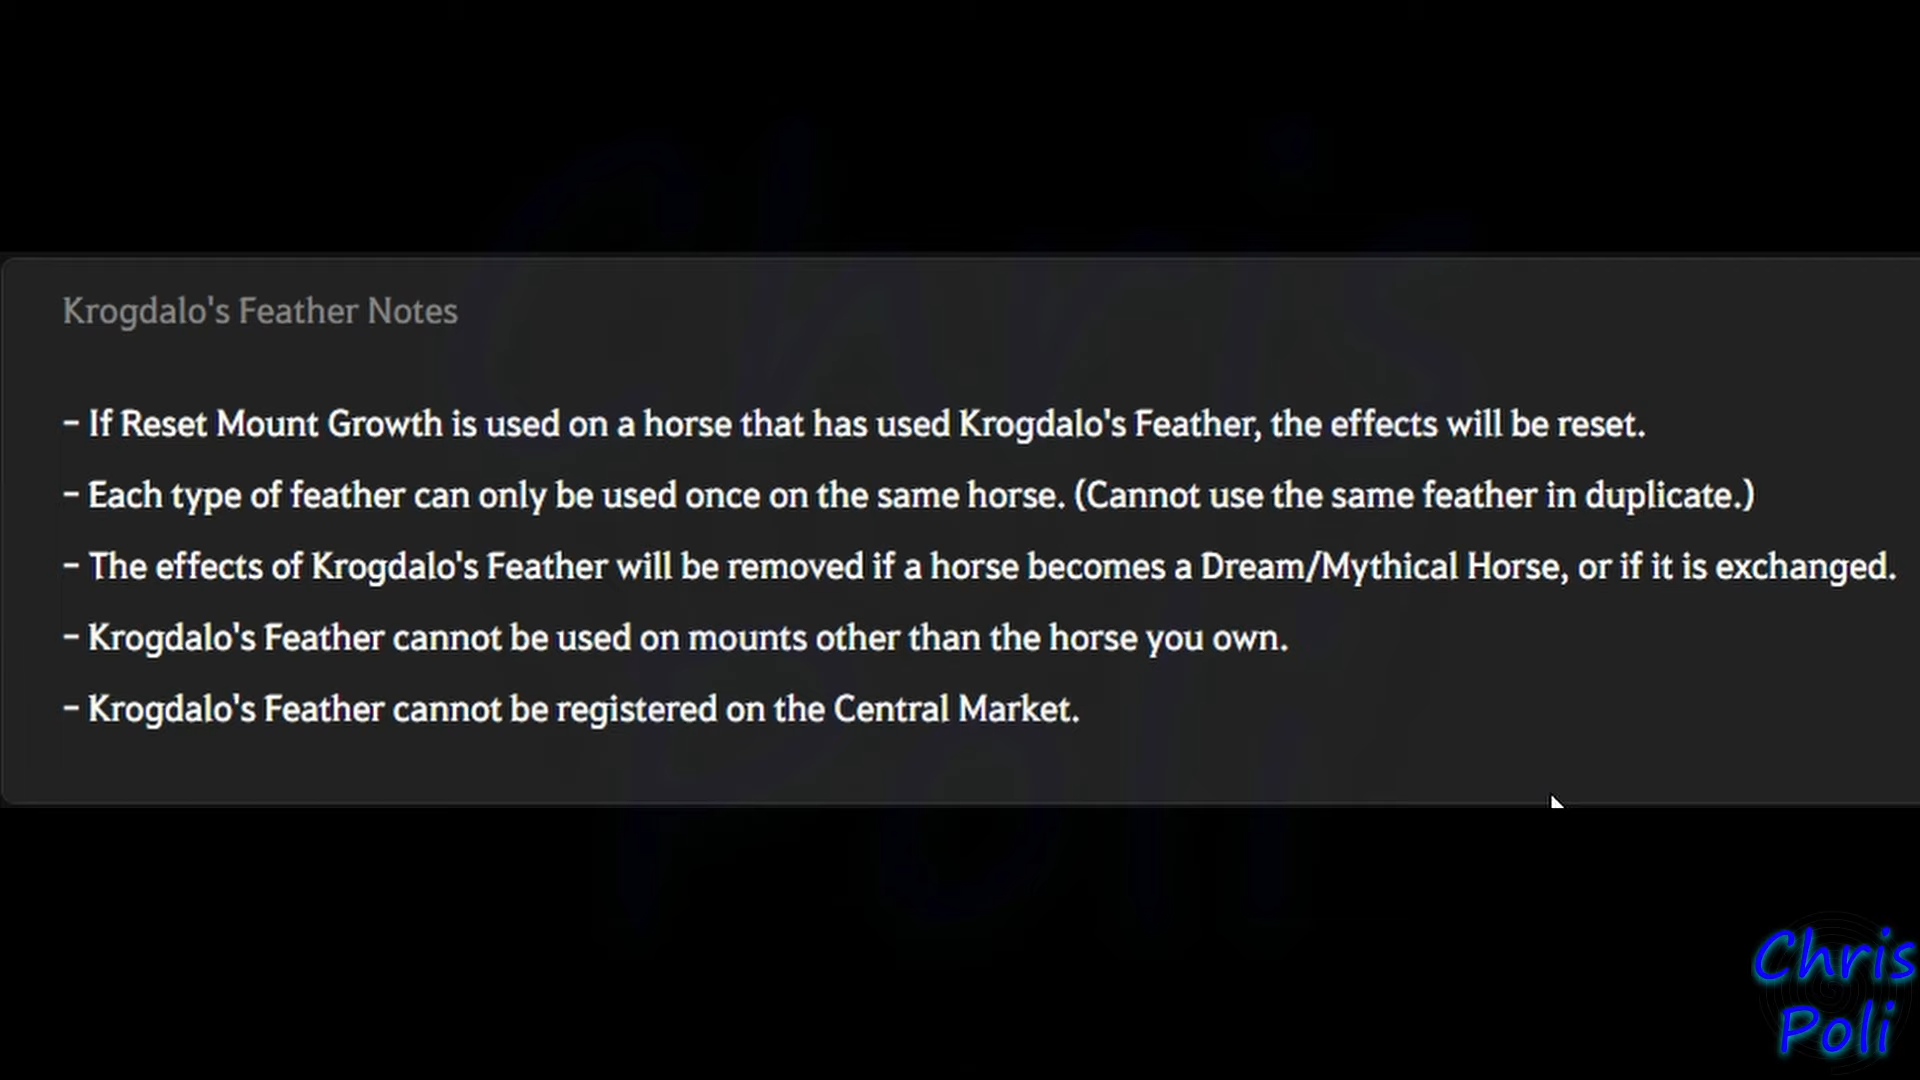 Krogdalo's Feather Notes
– If Reset Mount Growth is used on a horse that has used Krogdalo's Feather, the effects will be reset.
– Each type of feather can only be used once on the same horse. (Cannot use the same feather in duplicate.)
– The effects of Krogdalo's Feather will be removed if a horse becomes a Dream/Mythical Horse, or if it is exchanged.
– Krogdalo's Feather cannot be used on mounts other than the horse you own.
– Krogdalo's Feather cannot be registered on the Central Market.
Chris
Poli